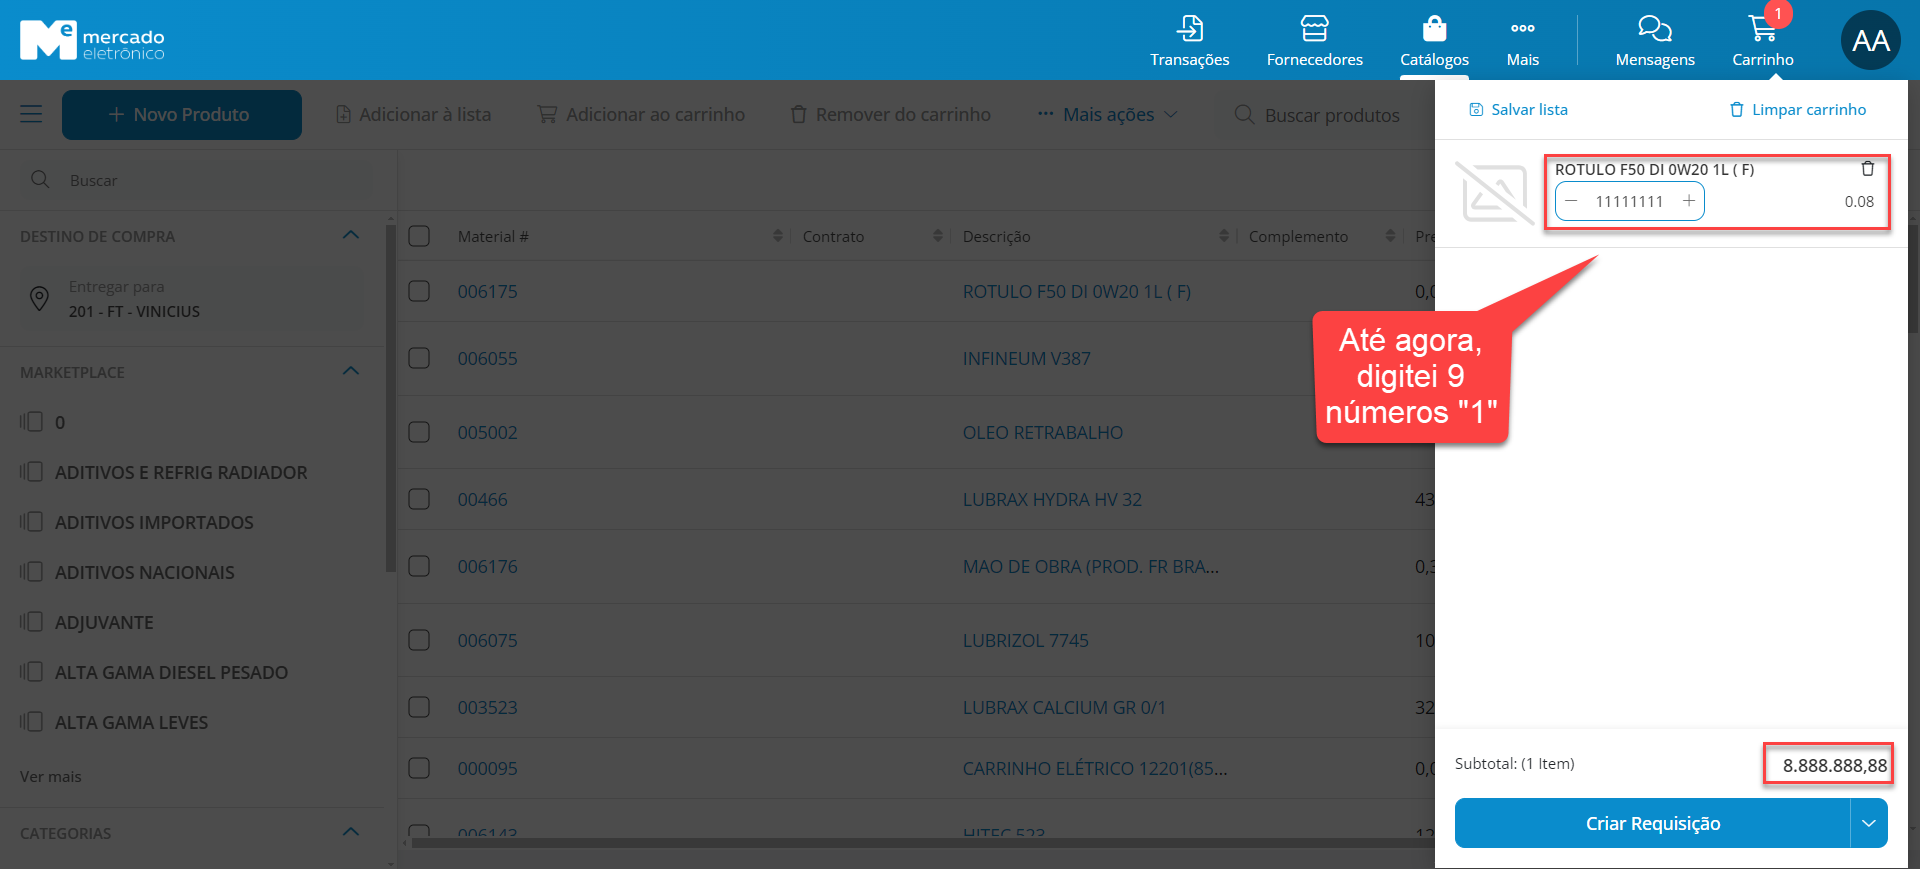 Me mercado
eletrônico
Transações
Fornecedores
Catálogos
Mais
Mensagens
1
Carrinho
AA
+ Novo Produto
Adicionar à lista
Adicionar ao carrinho
Remover do carrinho
Mais ações
Buscar produtos
Salvar lista
Limpar carrinho
Buscar
DESTINO DE COMPRA
Entregar para
201 - FT - VINICIUS
MARKETPLACE
0
ADITIVOS E REFRIG RADIADOR
ADITIVOS IMPORTADOS
ADITIVOS NACIONAIS
ADJUVANTE
ALTA GAMA DIESEL PESADO
ALTA GAMA LEVES
Ver mais
CATEGORIAS
Material # Contrato Descrição Complemento Pre
006175 ROTULO F50 DI 0W20 1L ( F) 0,0
006055 INFINEUM V387
005002 OLEO RETRABALHO
00466 LUBRAX HYDRA HV 32 43
006176 MAO DE OBRA (PROD. FR BRA... 0,3
006075 LUBRIZOL 7745 10
003523 LUBRAX CALCIUM GR 0/1 32
000095 CARRINHO ELÉTRICO 12201(85... 0,0
006143 HITEC 523 12
ROTULO F50 DI 0W20 1L ( F)
− 11111111 +
0.08
Até agora,
digitei 9
números "1"
Subtotal: (1 Item)
8.888.888,88
Criar Requisição